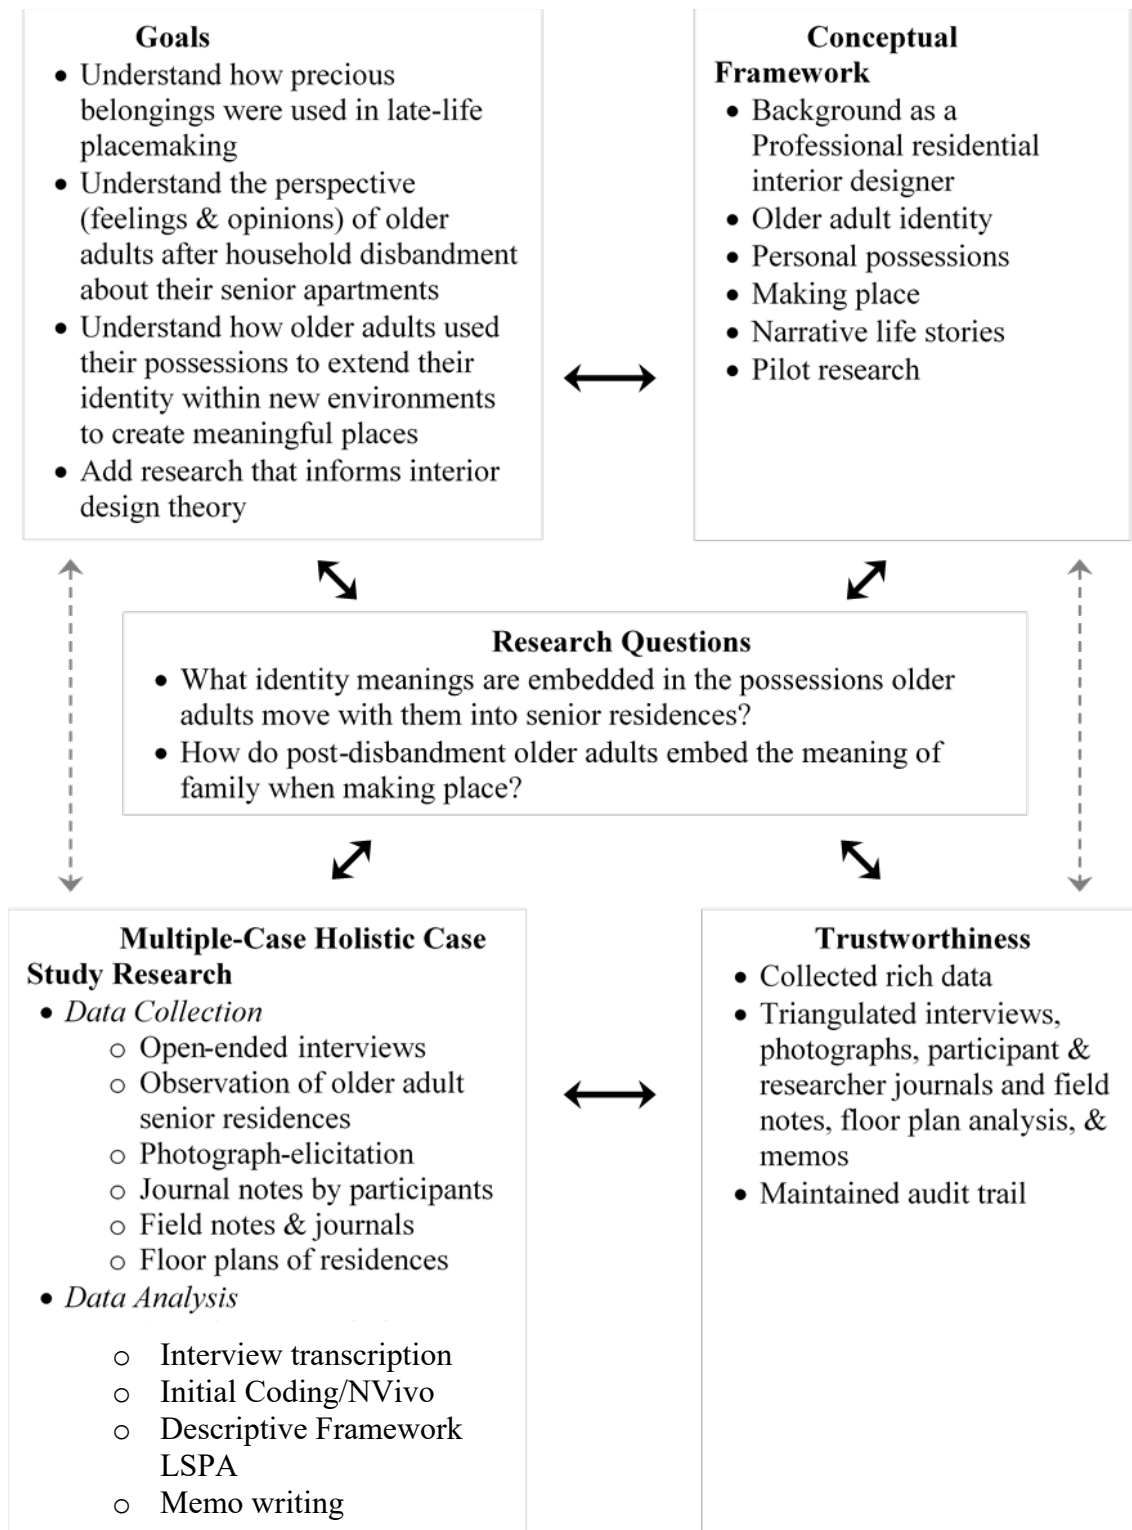 Goals
• Understand how precious
belongings were used in late-life
placemaking
• Understand the perspective
(feelings & opinions) of older
adults after household disbandment
about their senior apartments
• Understand how older adults used
their possessions to extend their
identity within new environments
to create meaningful places
• Add research that informs interior
design theory
Conceptual
Framework
• Background as a
Professional residential
interior designer
• Older adult identity
• Personal possessions
• Making place
• Narrative life stories
• Pilot research
Research Questions
• What identity meanings are embedded in the possessions older
adults move with them into senior residences?
• How do post-disbandment older adults embed the meaning of
family when making place?
Multiple-Case Holistic Case
Study Research
• Data Collection
o Open-ended interviews
o Observation of older adult
senior residences
o Photograph-elicitation
o Journal notes by participants
o Field notes & journals
o Floor plans of residences
• Data Analysis
o Interview transcription
o Initial Coding/NVivo
o Descriptive Framework
LSPA
o Memo writing
Trustworthiness
• Collected rich data
• Triangulated interviews,
photographs, participant &
researcher journals and field
notes, floor plan analysis, &
memos
• Maintained audit trail